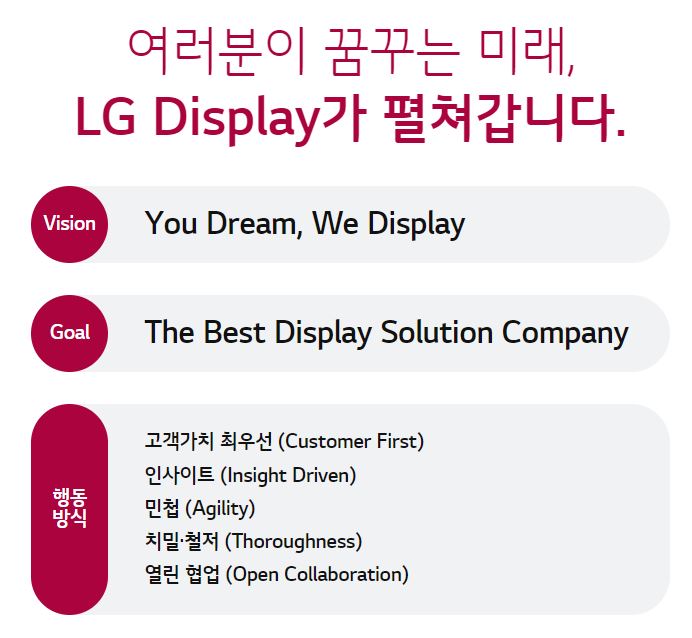 여러분이 꿈꾸는 미래,
LG Display가 펼쳐갑니다.
Vision
You Dream, We Display
Goal
The Best Display Solution Company
행동
방식
고객가치 최우선 (Customer First)
인사이트 (Insight Driven)
민첩 (Agility)
치밀·철저 (Thoroughness)
열린 협업 (Open Collaboration)